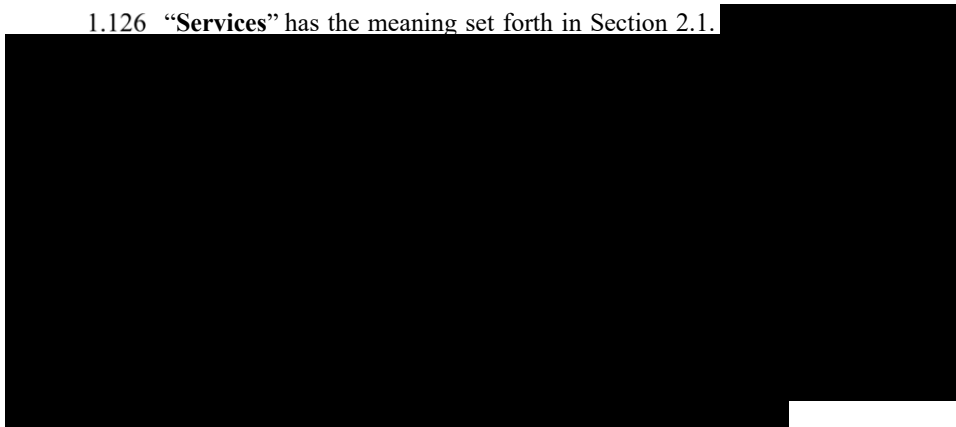 1.126 “Services” has the meaning set forth in Section 2.1.